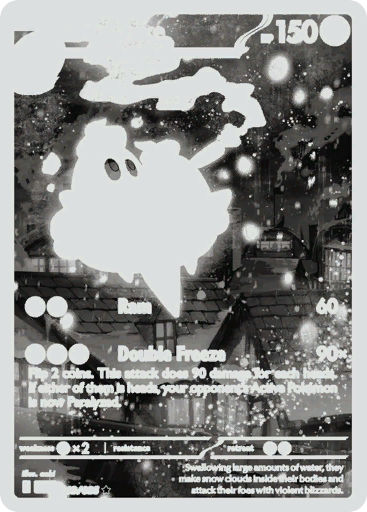 HP 150
Ram 60
Double Freeze 90×
Flip 2 coins. This attack does 90 damage for each heads.
If either of them is heads, your opponent's Active Pokémon
is now Paralyzed.
weakness ×2 resistance retreat
Swallowing large amounts of water, they
make snow clouds inside their bodies and
attack their foes with violent blizzards.
Illus.